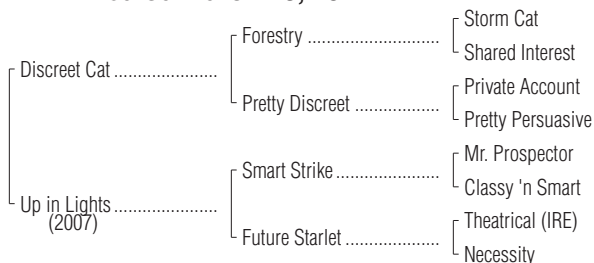 Storm Cat
Forestry ..............................
Shared Interest
Discreet Cat .......................
Private Account
Pretty Discreet ...................
Pretty Persuasive
Mr. Prospector
Smart Strike .......................
Classy 'n Smart
Up in Lights .......................
(2007)
Theatrical (IRE)
Future Starlet .....................
Necessity